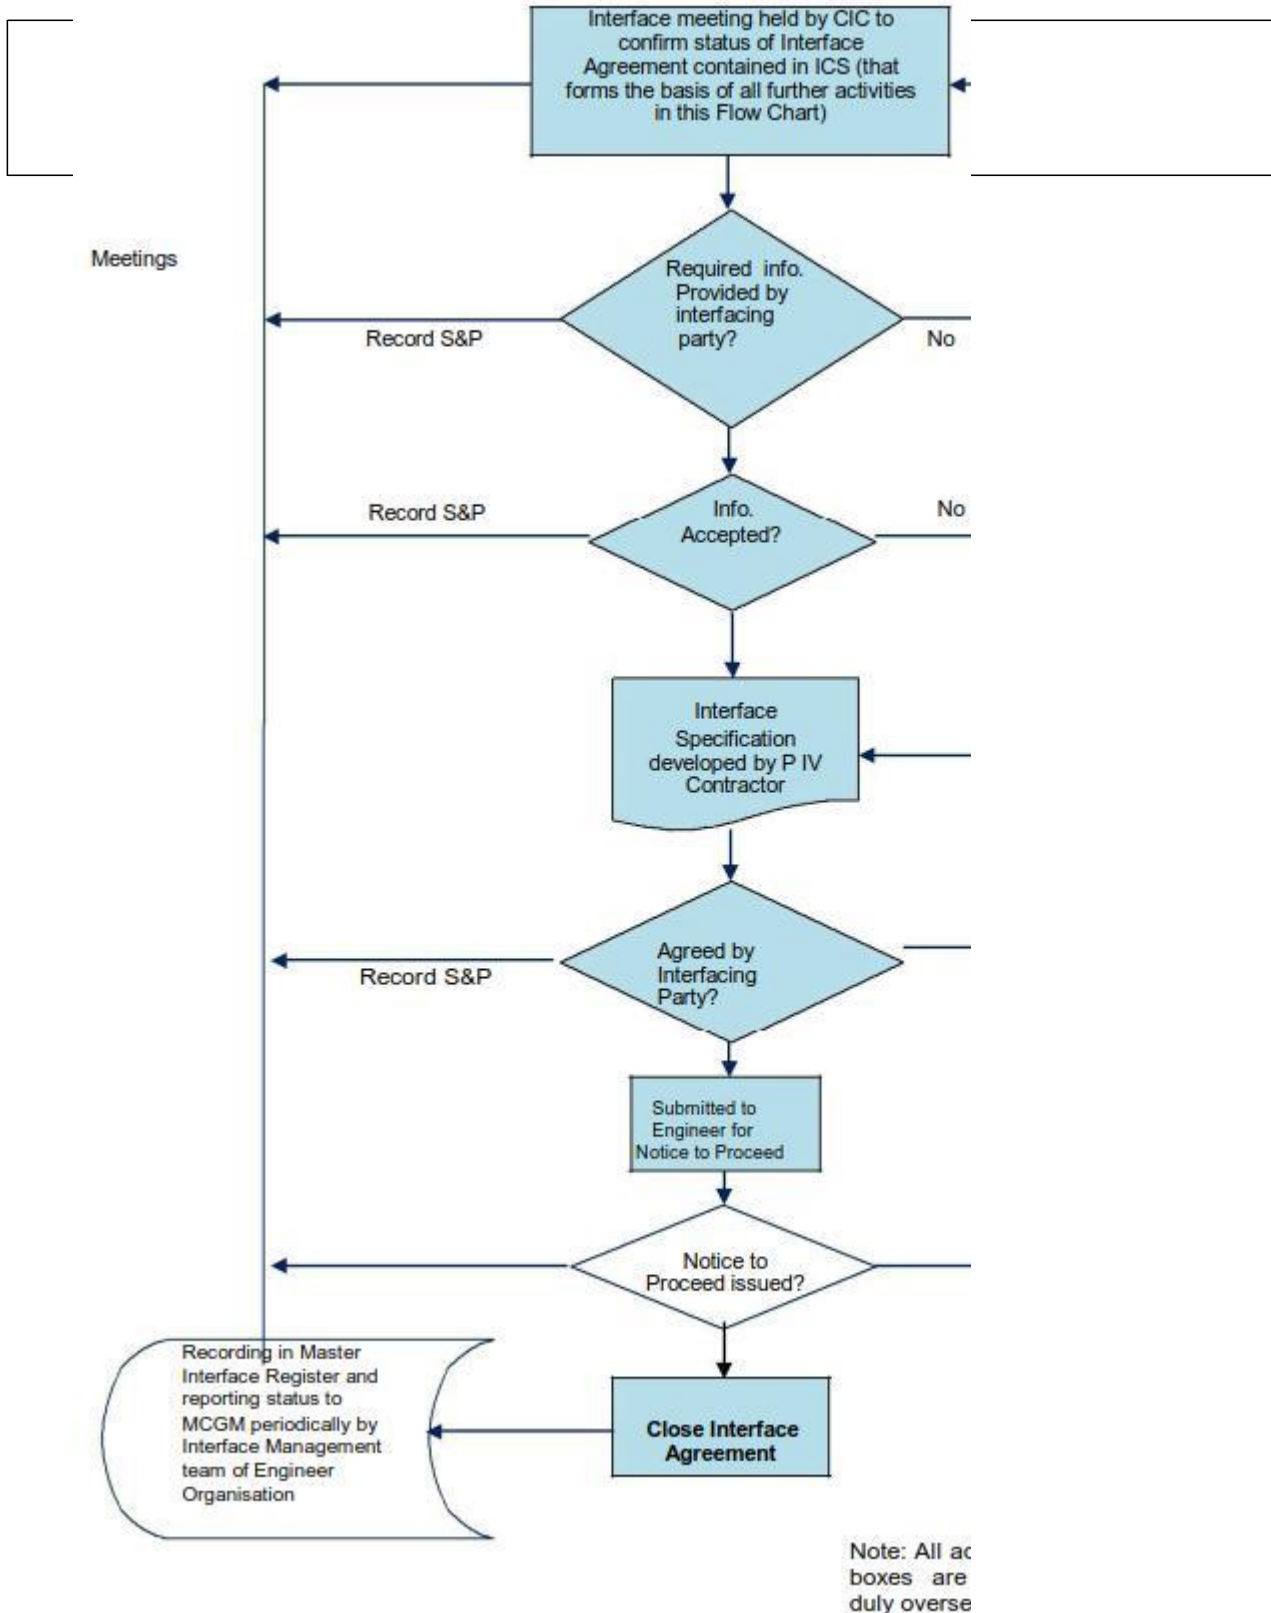 Interface meeting held by CIC to
confirm status of Interface
Agreement contained in ICS (that
forms the basis of all further activities
in this Flow Chart)
Meetings
Required info.
Provided by
interfacing
party?
Record S&P
No
Record S&P
Info.
Accepted?
No
Interface
Specification
developed by P IV
Contractor
Agreed by
Interfacing
Party?
Record S&P
Submitted to
Engineer for
Notice to Proceed
Notice to
Proceed issued?
Recording in Master
Interface Register and
reporting status to
MCGM periodically by
Interface Management
team of Engineer
Organisation
Close Interface
Agreement
Note: All ac
boxes are
duly overse